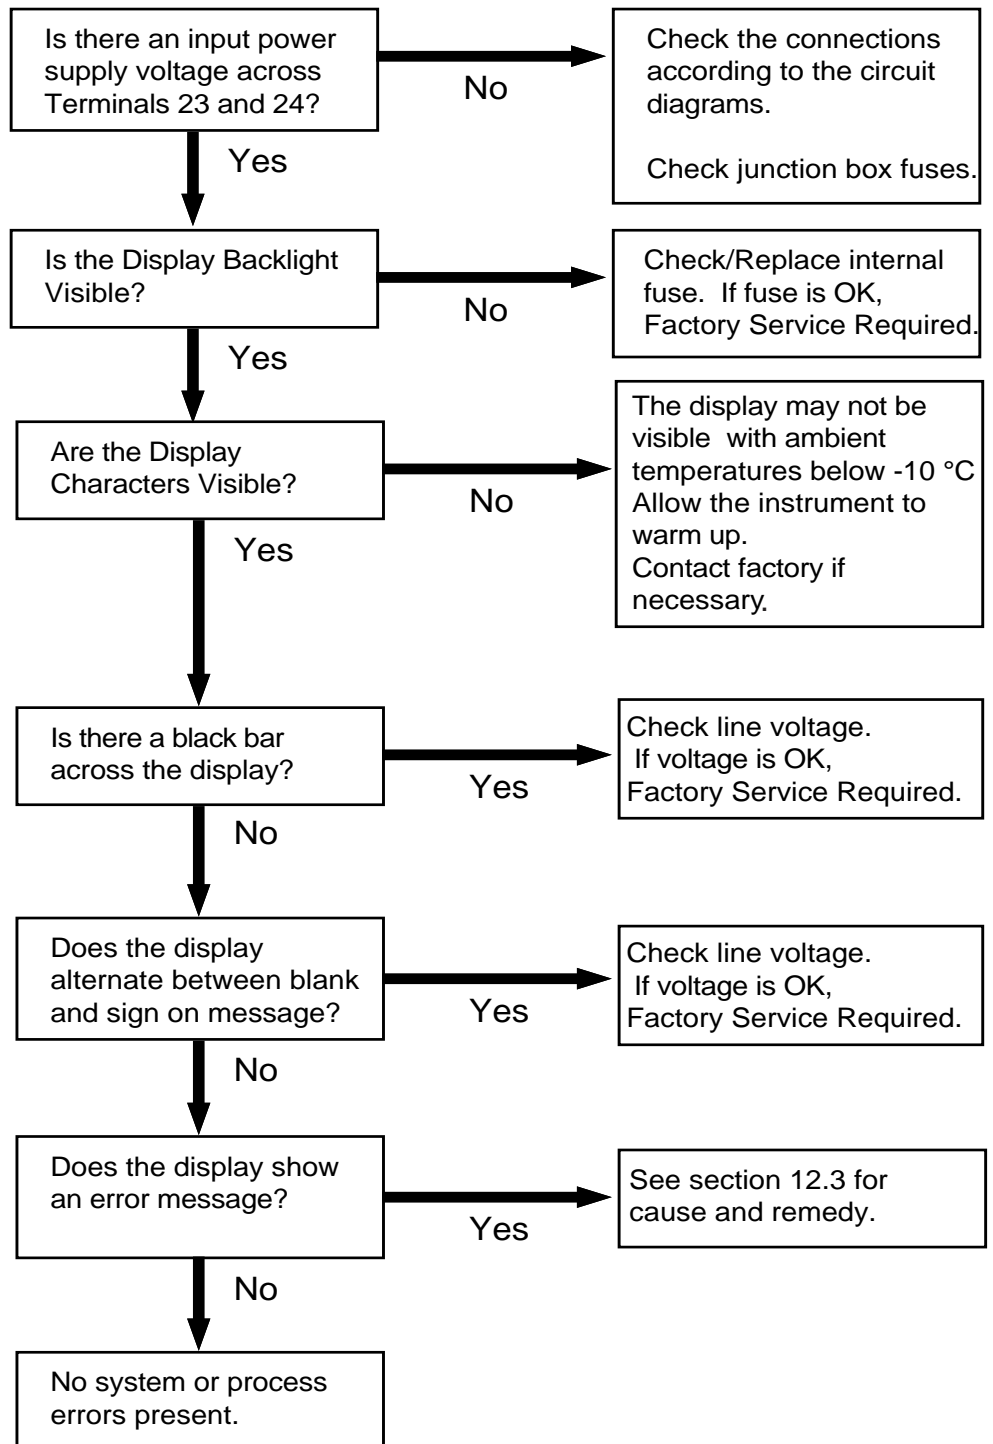 Is there an input power
supply voltage across
Terminals 23 and 24?
No
Check the connections
according to the circuit
diagrams.
Check junction box fuses.
Yes
Is the Display Backlight
Visible?
No
Check/Replace internal
fuse. If fuse is OK,
Factory Service Required.
Yes
Are the Display
Characters Visible?
No
The display may not be
visible with ambient
temperatures below -10 °C
Allow the instrument to
warm up.
Contact factory if
necessary.
Yes
Is there a black bar
across the display?
Yes
Check line voltage.
If voltage is OK,
Factory Service Required.
No
Does the display
alternate between blank
and sign on message?
Yes
Check line voltage.
If voltage is OK,
Factory Service Required.
No
Does the display show
an error message?
Yes
See section 12.3 for
cause and remedy.
No
No system or process
errors present.